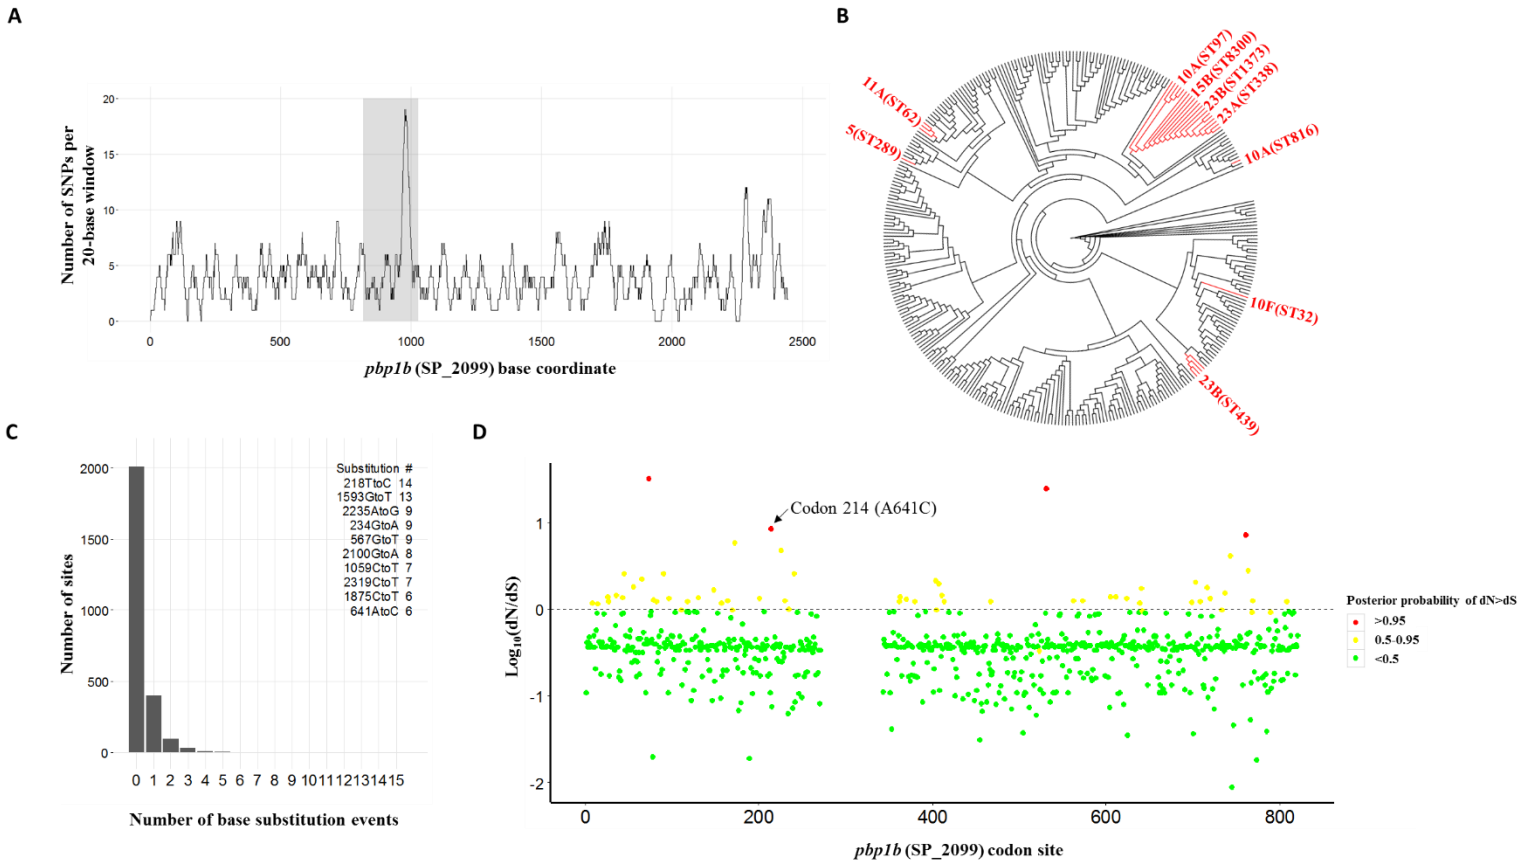 A
Number of SNPs per
20-base window
20
15
10
5
0
0
500
1000
1500
2000
2500
pbp1b (SP_2099) base coordinate
B
10A(ST97)
15B(ST8300)
23B(ST1373)
23A(ST338)
10A(ST816)
11A(ST62)
5(ST289)
10F(ST32)
23B(ST439)
C
Number of sites
2000
1500
1000
500
0
Substitution #
218TtoC 14
1593GtoT 13
2235AtoG 9
234GtoA 9
567GtoT 9
2100GtoA 8
1059CtoT 7
2319CtoT 7
1875CtoT 6
641AtoC 6
0 1 2 3 4 5 6 7 8 9 10 11 12 13 14 15
Number of base substitution events
D
Log10(dN/dS)
1
0
-1
-2
Codon 214 (A641C)
0
200
400
600
800
pbp1b (SP_2099) codon site
Posterior probability of dN>dS
>0.95
0.5-0.95
<0.5